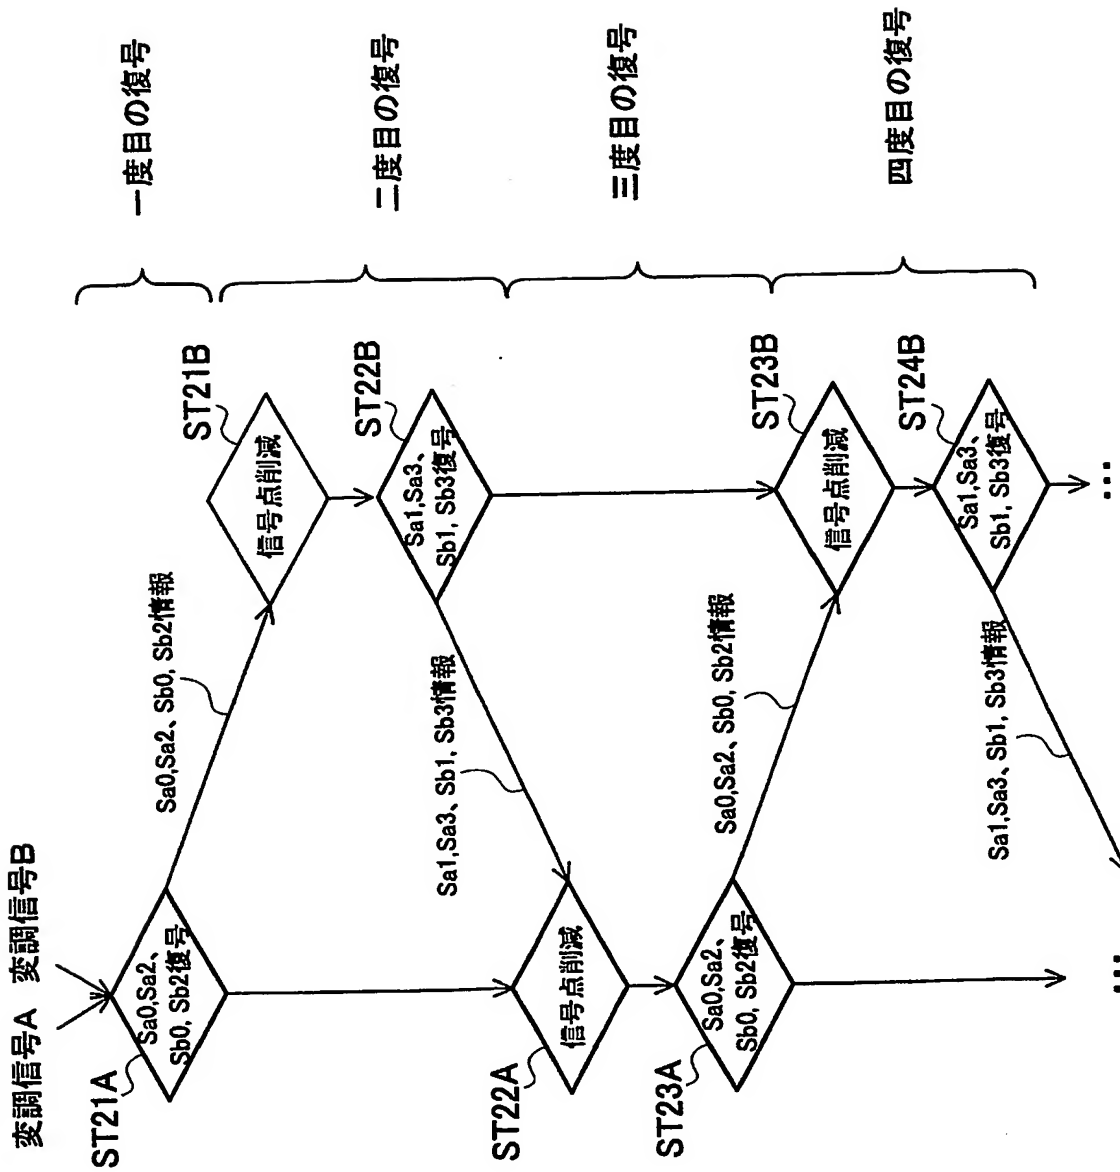 変調信号A 変調信号B
ST21A
Sa0,Sa2、
Sb0, Sb2復号
Sa0,Sa2、Sb0, Sb2情報
ST21B
信号点削減
一度目の復号
ST22B
Sa1,Sa3、
Sb1, Sb3復号
Sa1,Sa3、Sb1, Sb3情報
二度目の復号
ST22A
信号点削減
ST23A
Sa0,Sa2、
Sb0, Sb2復号
三度目の復号
Sa0,Sa2、Sb0, Sb2情報
ST23B
信号点削減
ST24B
Sa1,Sa3、
Sb1, Sb3復号
Sa1,Sa3、Sb1, Sb3情報
四度目の復号
…
…